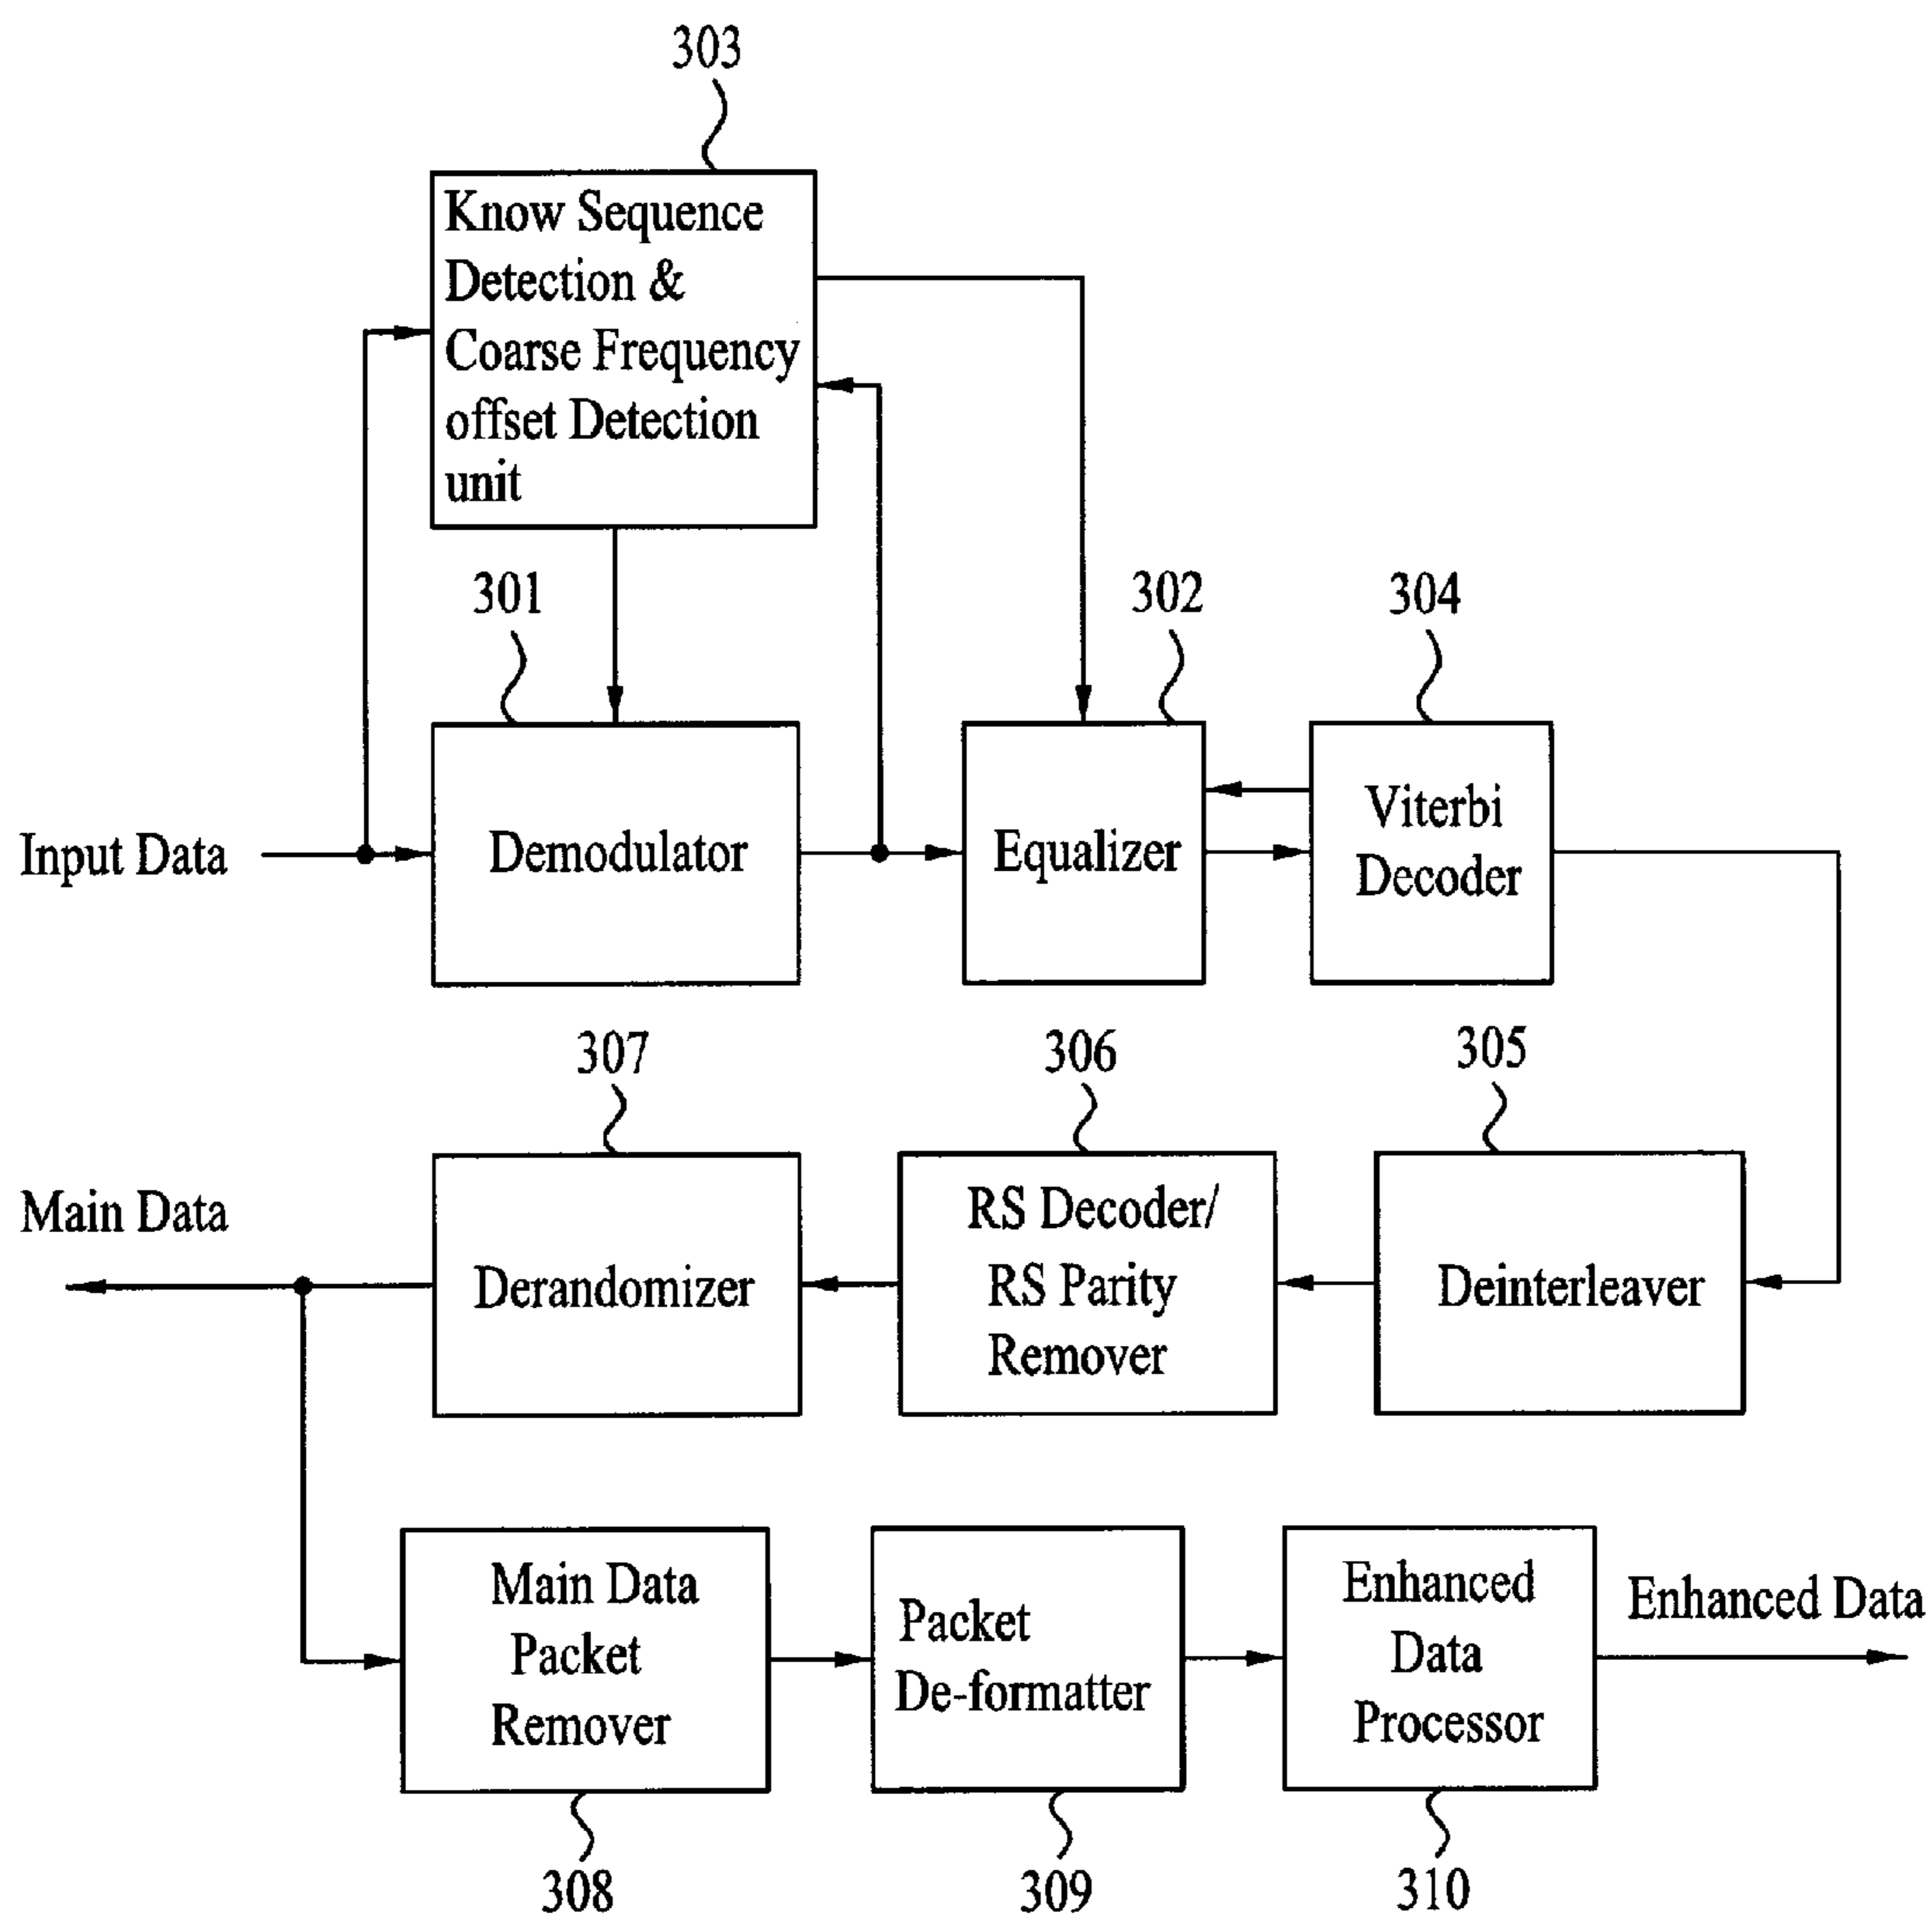 303
Know Sequence
Detection &
Coarse Frequency
offset Detection
unit
301
302
304
Input Data
Demodulator
Equalizer
Viterbi
Decoder
307
306
305
Main Data
Derandomizer
RS Decoder/
RS Parity
Remover
Deinterleaver
Main Data
Packet
Remover
Packet
De-formatter
Enhanced
Data
Processor
Enhanced Data
308
309
310